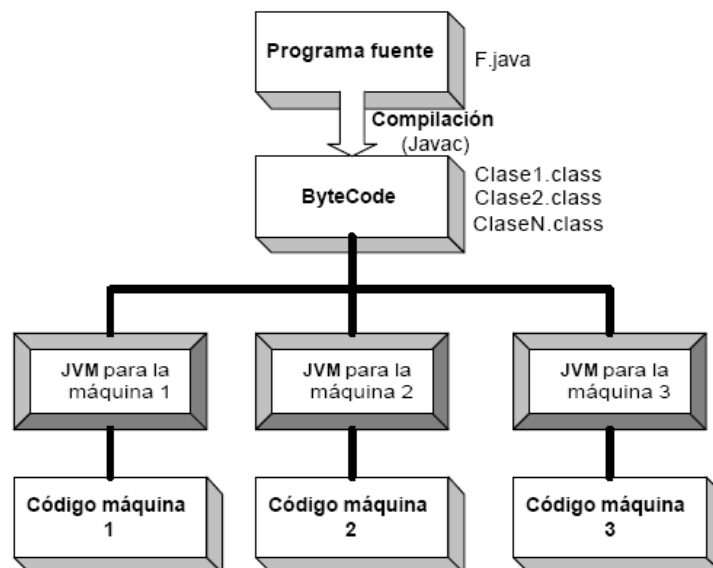 Programa fuente
F.java
Compilación
(Javac)
ByteCode
Clase1.class
Clase2.class
ClaseN.class
JVM para la
máquina 1
JVM para la
máquina 2
JVM para la
máquina 3
Código máquina
1
Código máquina
2
Código máquina
3